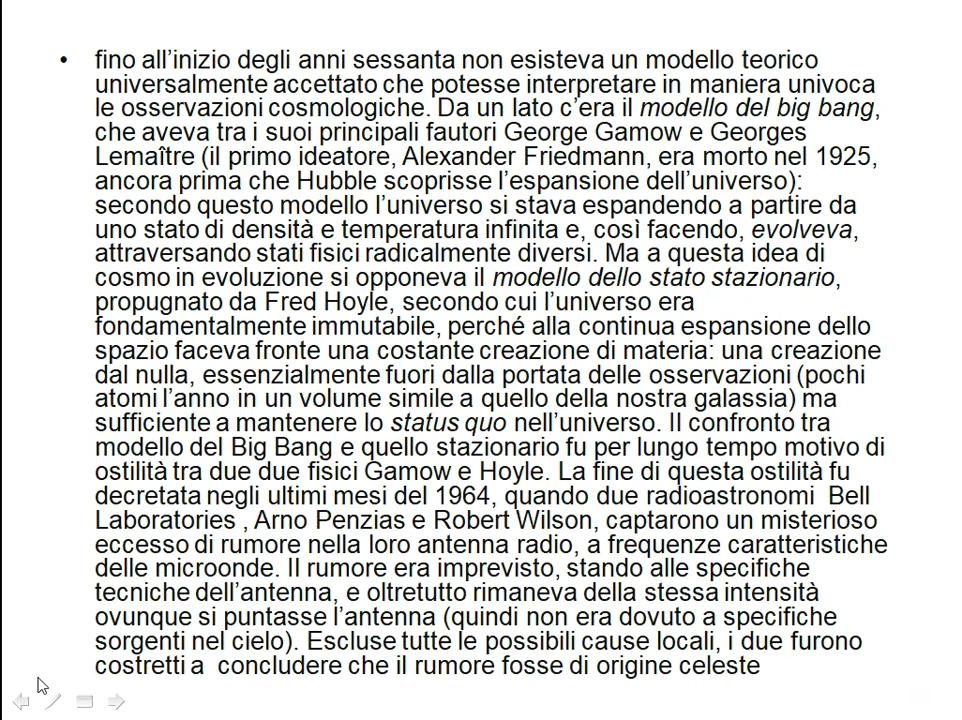 • fino all’inizio degli anni sessanta non esisteva un modello teorico
universalmente accettato che potesse interpretare in maniera univoca
le osservazioni cosmologiche. Da un lato c’era il modello del big bang,
che aveva tra i suoi principali fautori George Gamow e Georges
Lemaître (il primo ideatore, Alexander Friedmann, era morto nel 1925,
ancora prima che Hubble scoprisse l’espansione dell’universo):
secondo questo modello l’universo si stava espandendo a partire da
uno stato di densità e temperatura infinita e, così facendo, evolveva,
attraversando stati fisici radicalmente diversi. Ma a questa idea di
cosmo in evoluzione si opponeva il modello dello stato stazionario,
propugnato da Fred Hoyle, secondo cui l’universo era
fondamentalmente immutabile, perché alla continua espansione dello
spazio faceva fronte una costante creazione di materia: una creazione
dal nulla, essenzialmente fuori dalla portata delle osservazioni (pochi
atomi l’anno in un volume simile a quello della nostra galassia) ma
sufficiente a mantenere lo status quo nell’universo. Il confronto tra
modello del Big Bang e quello stazionario fu per lungo tempo motivo di
ostilità tra due due fisici Gamow e Hoyle. La fine di questa ostilità fu
decretata negli ultimi mesi del 1964, quando due radioastronomi Bell
Laboratories , Arno Penzias e Robert Wilson, captarono un misterioso
eccesso di rumore nella loro antenna radio, a frequenze caratteristiche
delle microonde. Il rumore era imprevisto, stando alle specifiche
tecniche dell’antenna, e oltretutto rimaneva della stessa intensità
ovunque si puntasse l’antenna (quindi non era dovuto a specifiche
sorgenti nel cielo). Escluse tutte le possibili cause locali, i due furono
costretti a concludere che il rumore fosse di origine celeste